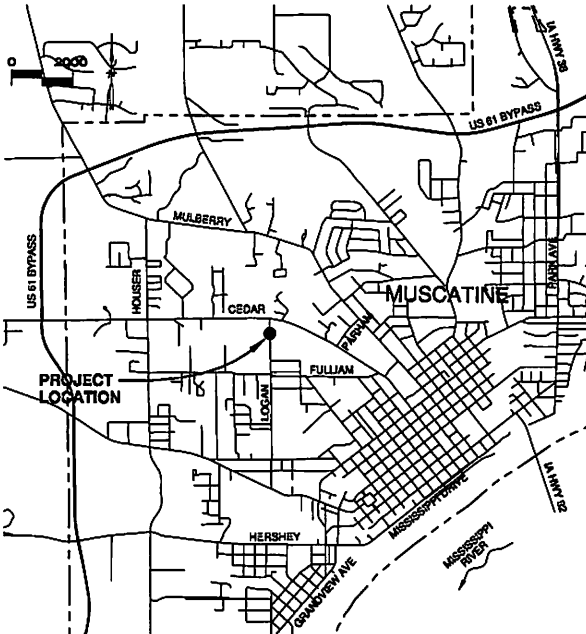 0 2000
IA HWY 38
US 61 BYPASS
MULBERRY
US 61 BYPASS
HOUSER
PARK AVE
MUSCATINE
CEDAR
PARHAM
FULLIAM
PROJECT
LOCATION
LOGAN
IA HWY 92
MISSISSIPPI DRIVE
HERSHEY
MISSISSIPPI
RIVER
GRANDVIEW AVE